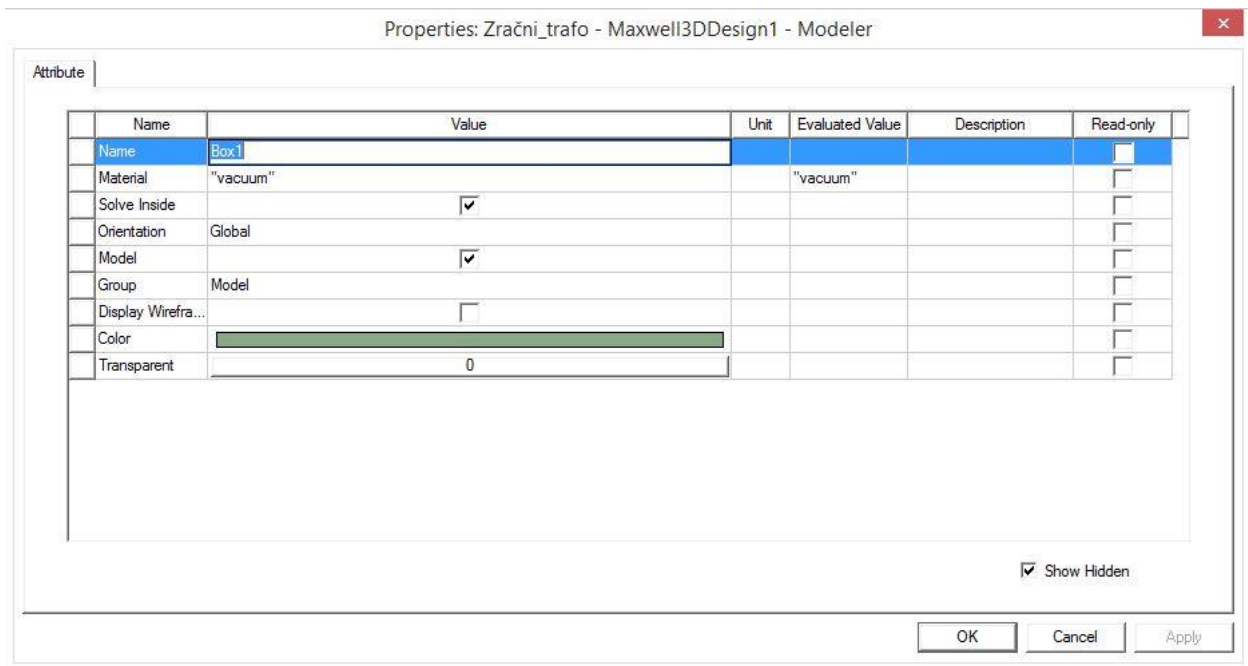 Properties: Zračni_trafo - Maxwell3DDesign1 - Modeler
Attribute
Name Value Unit Evaluated Value Description Read-only
Name Box1
Material "vacuum" "vacuum"
Solve Inside
Orientation Global
Model
Group Model
Display Wirefra...
Color
Transparent 0
Show Hidden
OK Cancel Apply